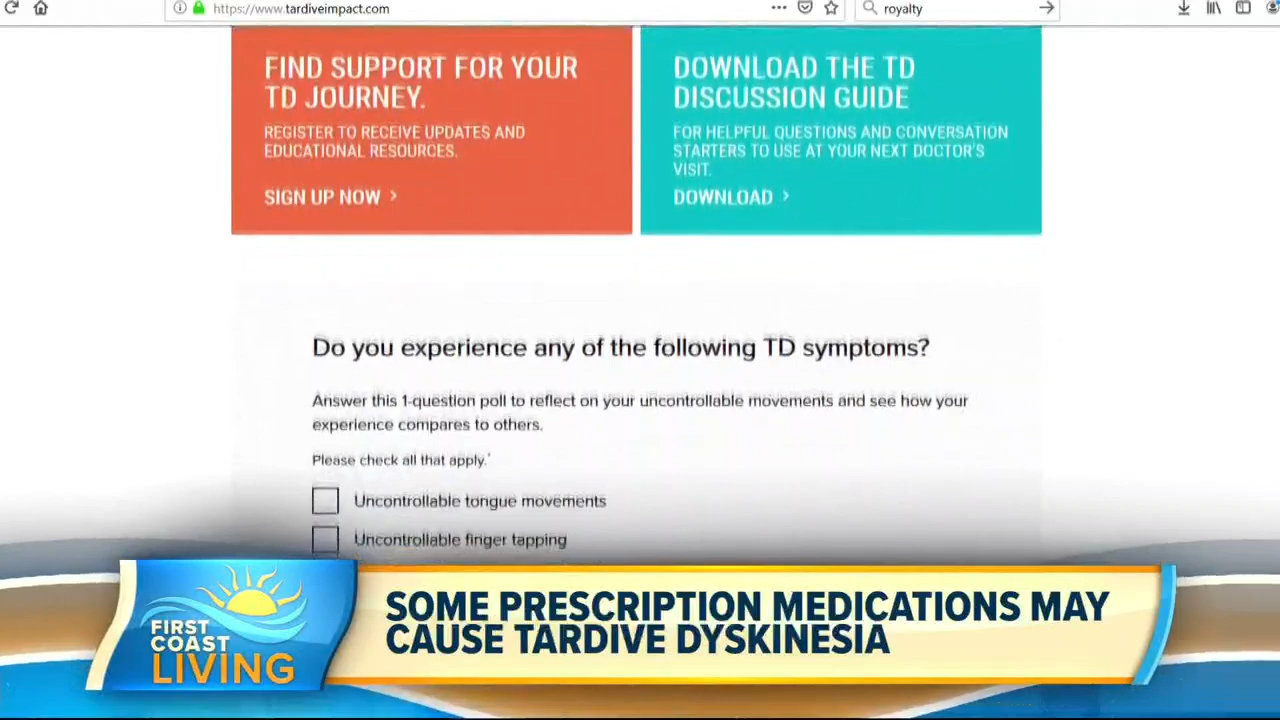 https://www.tardiveimpact.com
royalty
FIND SUPPORT FOR YOUR
TD JOURNEY.
REGISTER TO RECEIVE UPDATES AND
EDUCATIONAL RESOURCES.
SIGN UP NOW >
DOWNLOAD THE TD
DISCUSSION GUIDE
FOR HELPFUL QUESTIONS AND CONVERSATION
STARTERS TO USE AT YOUR NEXT DOCTOR'S
VISIT.
DOWNLOAD >
Do you experience any of the following TD symptoms?
Answer this 1-question poll to reflect on your uncontrollable movements and see how your
experience compares to others.
Please check all that apply.*
Uncontrollable tongue movements
Uncontrollable finger tapping
FIRST
COAST
LIVING
SOME PRESCRIPTION MEDICATIONS MAY
CAUSE TARDIVE DYSKINESIA